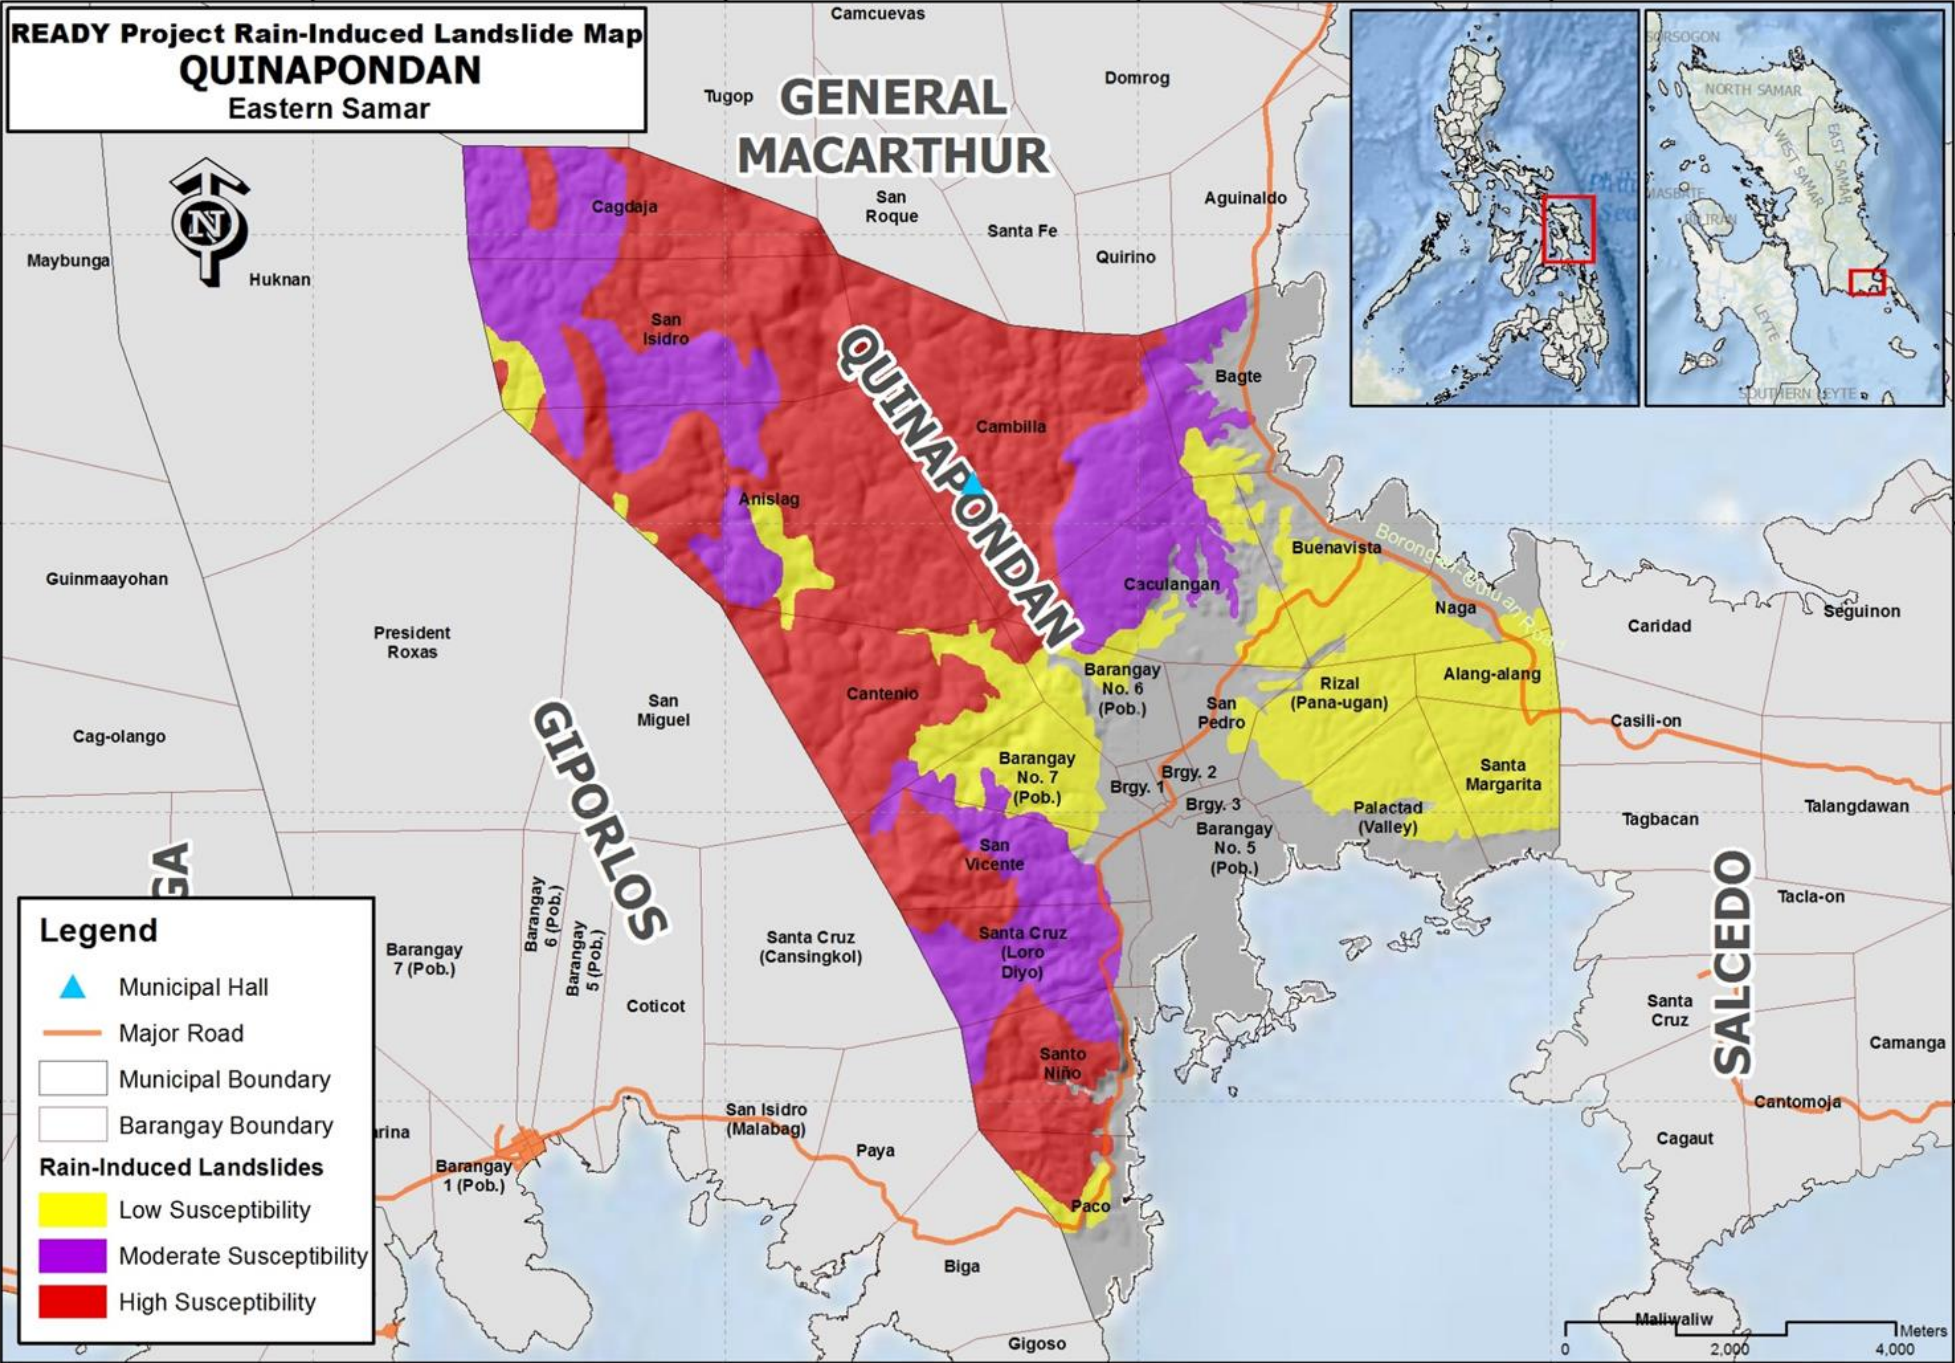 READY Project Rain-Induced Landslide Map
QUINAPONDAN
Eastern Samar
Camcuevas
Tugop
GENERAL
MACARTHUR
Domrog
San
Roque
Santa Fe
Aguinaldo
Quirino
N
Maybunga
Huknan
Cagdaja
San
Isidro
QUINAPONDAN
Bagte
Cambilla
Anislag
Guinmaayohan
President
Roxas
Caculangan
Buenavista
Borongan-Guiuan Road
Naga
Caridad
Seguinon
Cag-olango
San
Miguel
GIPORLOS
Cantenio
Barangay
No. 6
(Pob.)
San
Pedro
Rizal
(Pana-ugan)
Alang-alang
Casili-on
Barangay
No. 7
(Pob.)
Brgy. 1
Brgy. 2
Brgy. 3
Barangay
No. 5
(Pob.)
Santa
Margarita
Palactad
(Valley)
Tagbacan
Talangdawan
San
Vicente
Santa Cruz
(Loro
Diyo)
Santa Cruz
(Cansingkol)
Tacla-on
SALCEDO
Santa
Cruz
Camanga
GA
Barangay
7 (Pob.)
Barangay
6 (Pob.)
Barangay
5 (Pob.)
Coticot
Santo
Niño
San Isidro
(Malabag)
Paya
Cantomoja
Cagaut
rina
Barangay
1 (Pob.)
Paco
Biga
Gigoso
Maliwaliw
Legend
Municipal Hall
Major Road
Municipal Boundary
Barangay Boundary
Rain-Induced Landslides
Low Susceptibility
Moderate Susceptibility
High Susceptibility
SORSOGON
NORTH SAMAR
WEST SAMAR
EAST SAMAR
MASBATE
BILIRAN
LEYTE
SOUTHERN LEYTE
Sea
Meters
0 2,000 4,000